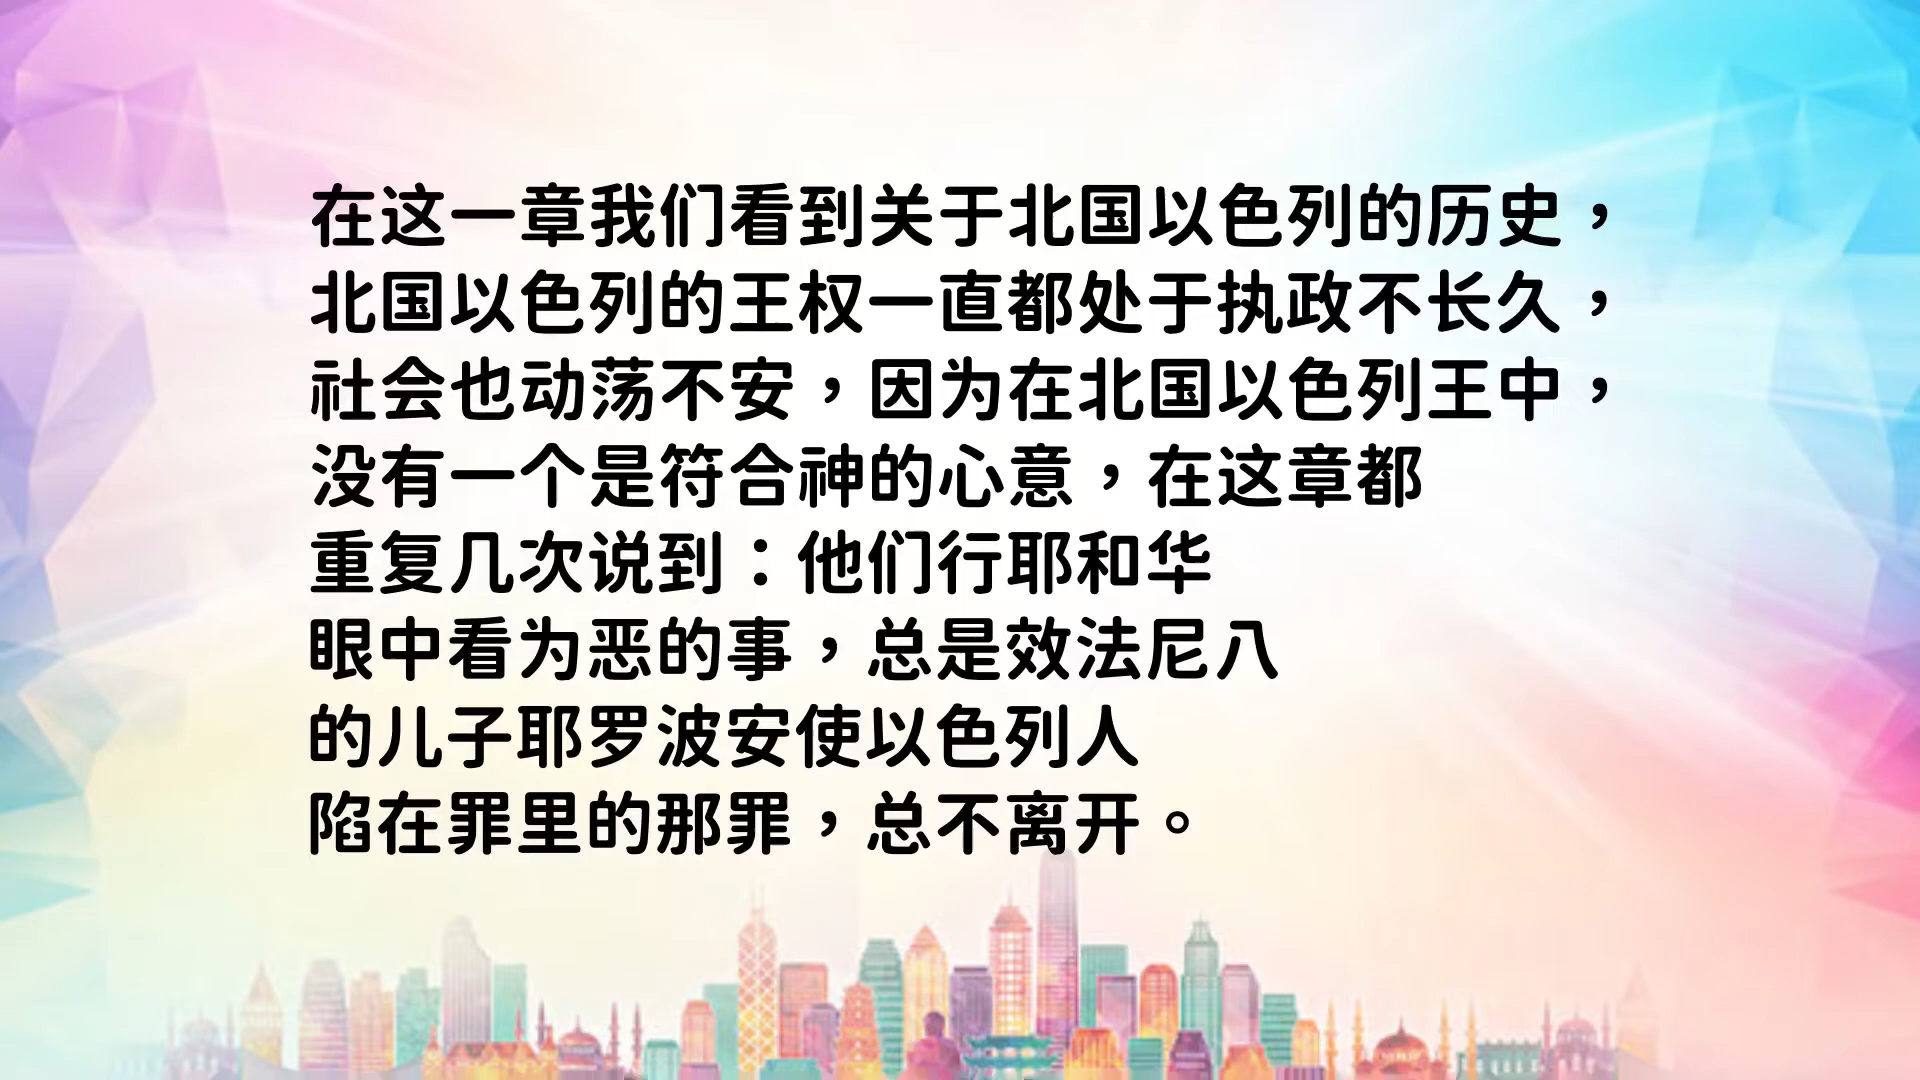 在这一章我们看到关于北国以色列的历史，
北国以色列的王权一直都处于执政不长久，
社会也动荡不安，因为在北国以色列王中，
没有一个是符合神的心意，在这章都
重复几次说到：他们行耶和华
眼中看为恶的事，总是效法尼八
的儿子耶罗波安使以色列人
陷在罪里的那罪，总不离开。